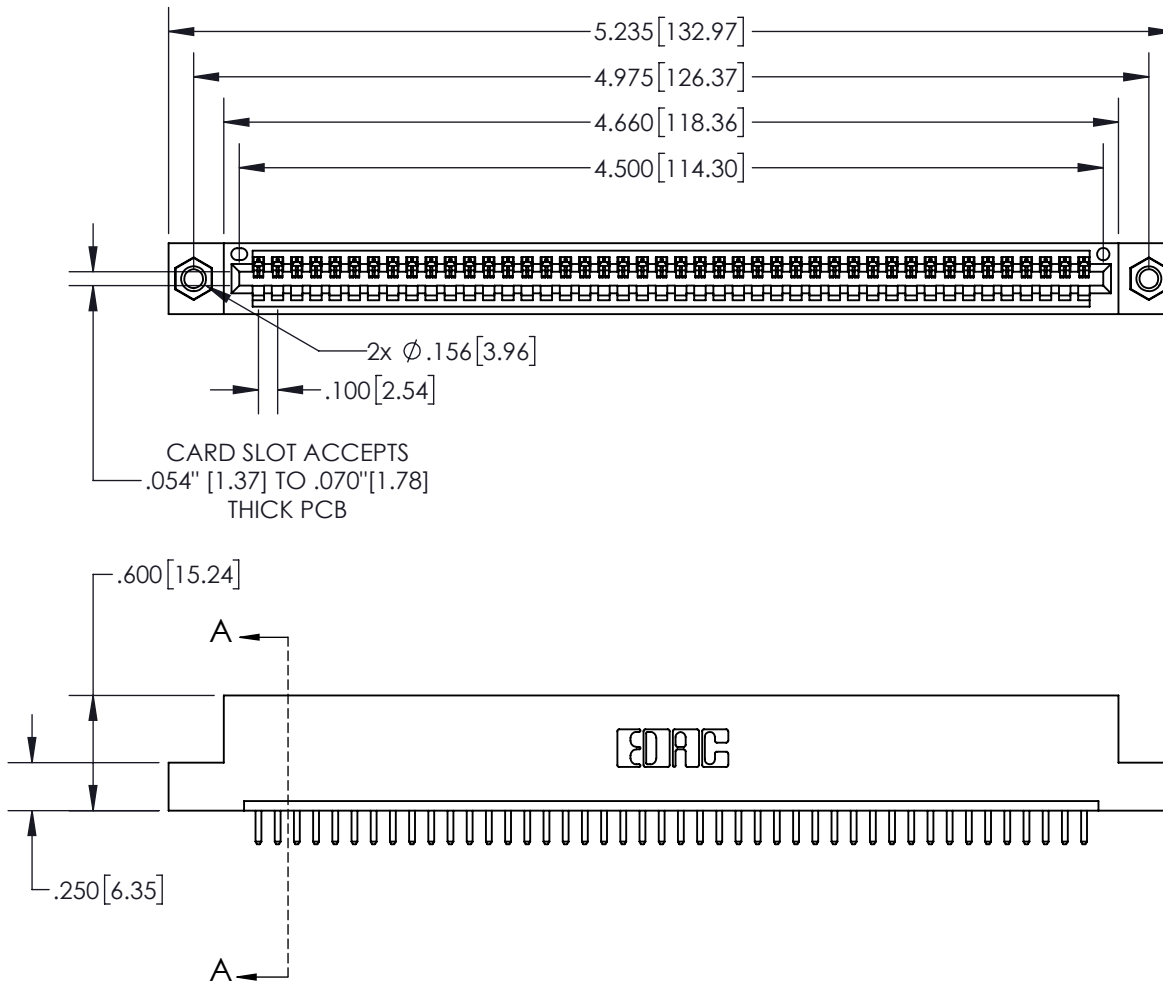 5.235[132.97]
4.975[126.37]
4.660[118.36]
4.500[114.30]
2x Ø.156[3.96]
.100[2.54]
CARD SLOT ACCEPTS
.054" [1.37] TO .070"[1.78]
THICK PCB
.600[15.24]
A
EDAC
.250[6.35]
A